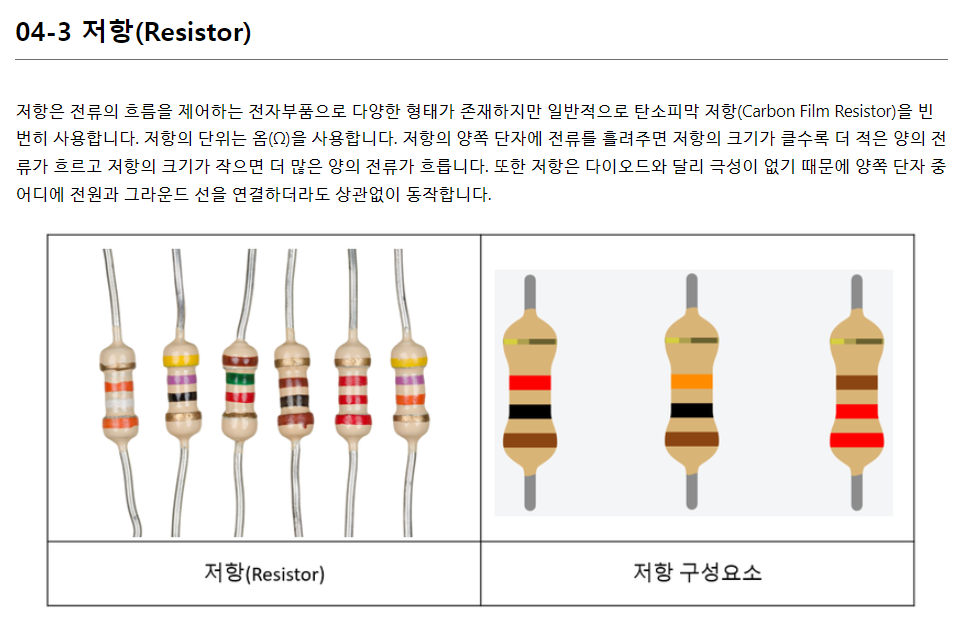 04-3 저항(Resistor)
저항은 전류의 흐름을 제어하는 전자부품으로 다양한 형태가 존재하지만 일반적으로 탄소피막 저항(Carbon Film Resistor)을 빈
번히 사용합니다. 저항의 단위는 옴(Ω)을 사용합니다. 저항의 양쪽 단자에 전류를 흘려주면 저항의 크기가 클수록 더 적은 양의 전
류가 흐르고 저항의 크기가 작으면 더 많은 양의 전류가 흐릅니다. 또한 저항은 다이오드와 달리 극성이 없기 때문에 양쪽 단자 중
어디에 전원과 그라운드 선을 연결하더라도 상관없이 동작합니다.
저항(Resistor)
저항 구성요소